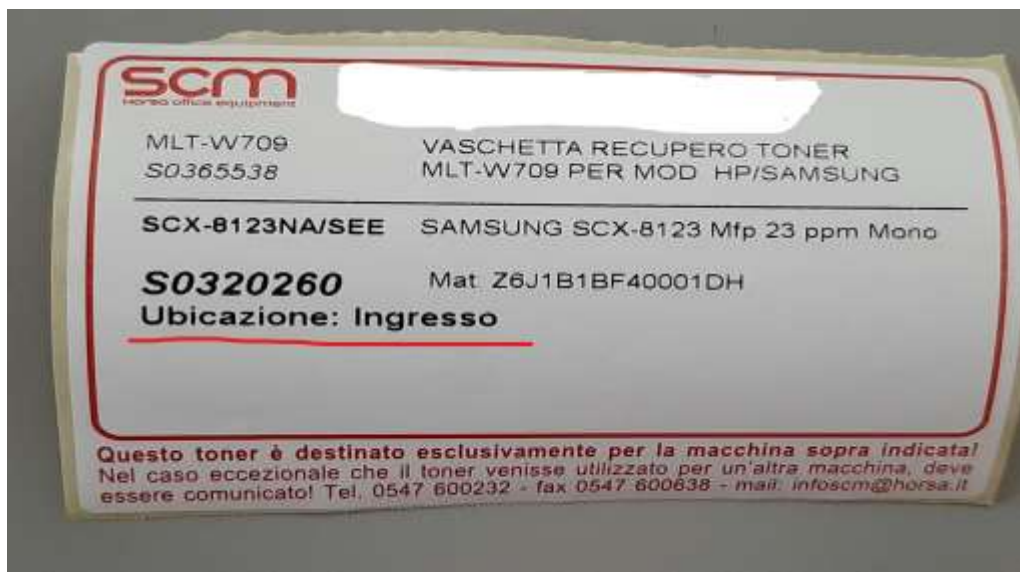 scm
Horsa office equipment
MLT-W709
VASCHETTA RECUPERO TONER
S0365538
MLT-W709 PER MOD HP/SAMSUNG
SCX-8123NA/SEE SAMSUNG SCX-8123 Mfp 23 ppm Mono
S0320260 Mat Z6J1B1BF40001DH
Ubicazione: Ingresso
Questo toner è destinato esclusivamente per la macchina sopra indicata!
Nel caso eccezionale che il toner venisse utilizzato per un'altra macchina, deve
essere comunicato! Tel. 0547 600232 - fax 0547 600638 - mail: infoscm@horsa.it